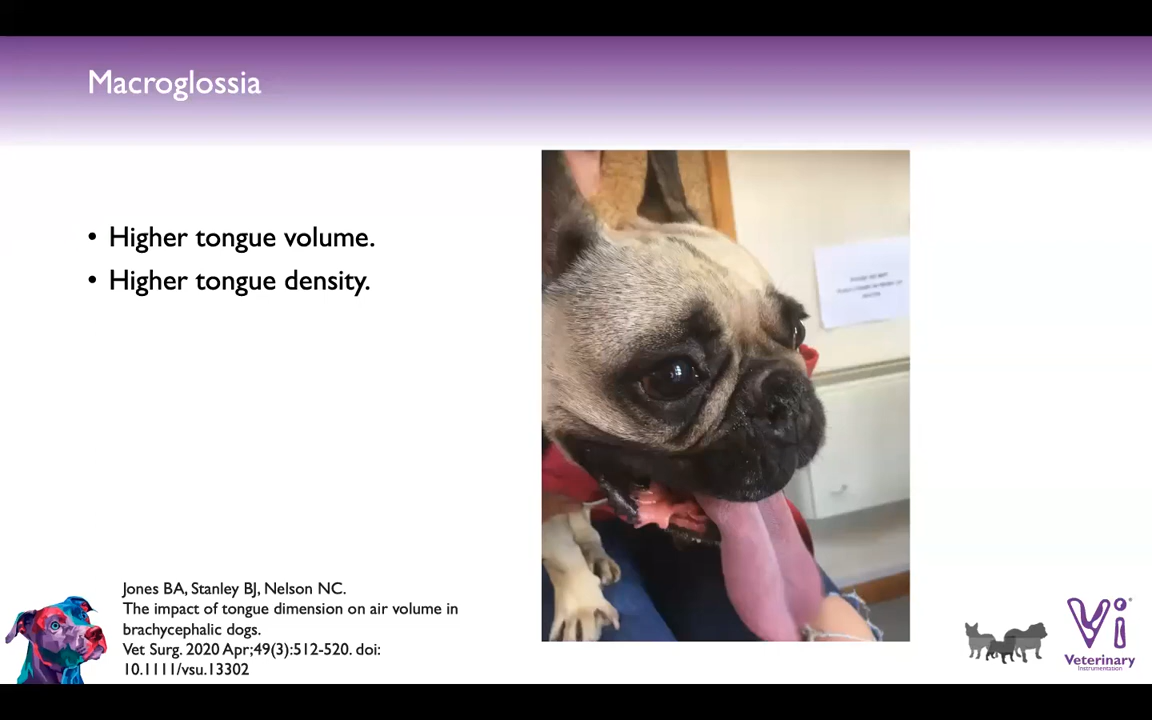 Macroglossia
• Higher tongue volume.
• Higher tongue density.
Jones BA, Stanley BJ, Nelson NC.
The impact of tongue dimension on air volume in
brachycephalic dogs.
Vet Surg. 2020 Apr;49(3):512-520. doi:
10.1111/vsu.13302
Vi
Veterinary
Instrumentation